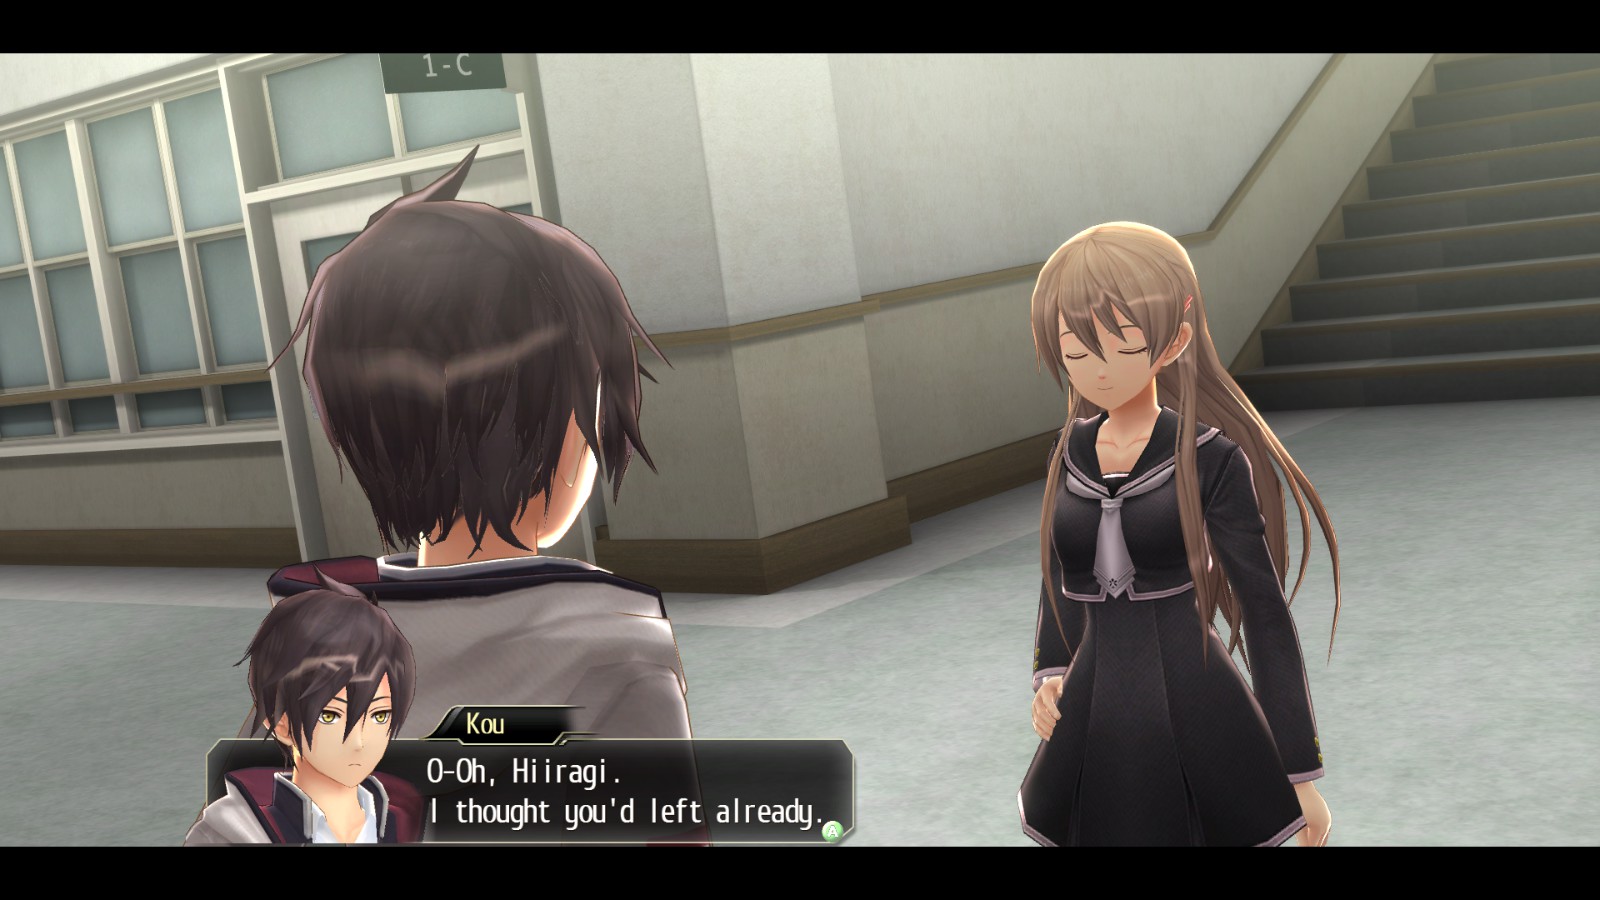 1-C
Kou
O-Oh, Hiiragi.
I thought you'd left already.
A